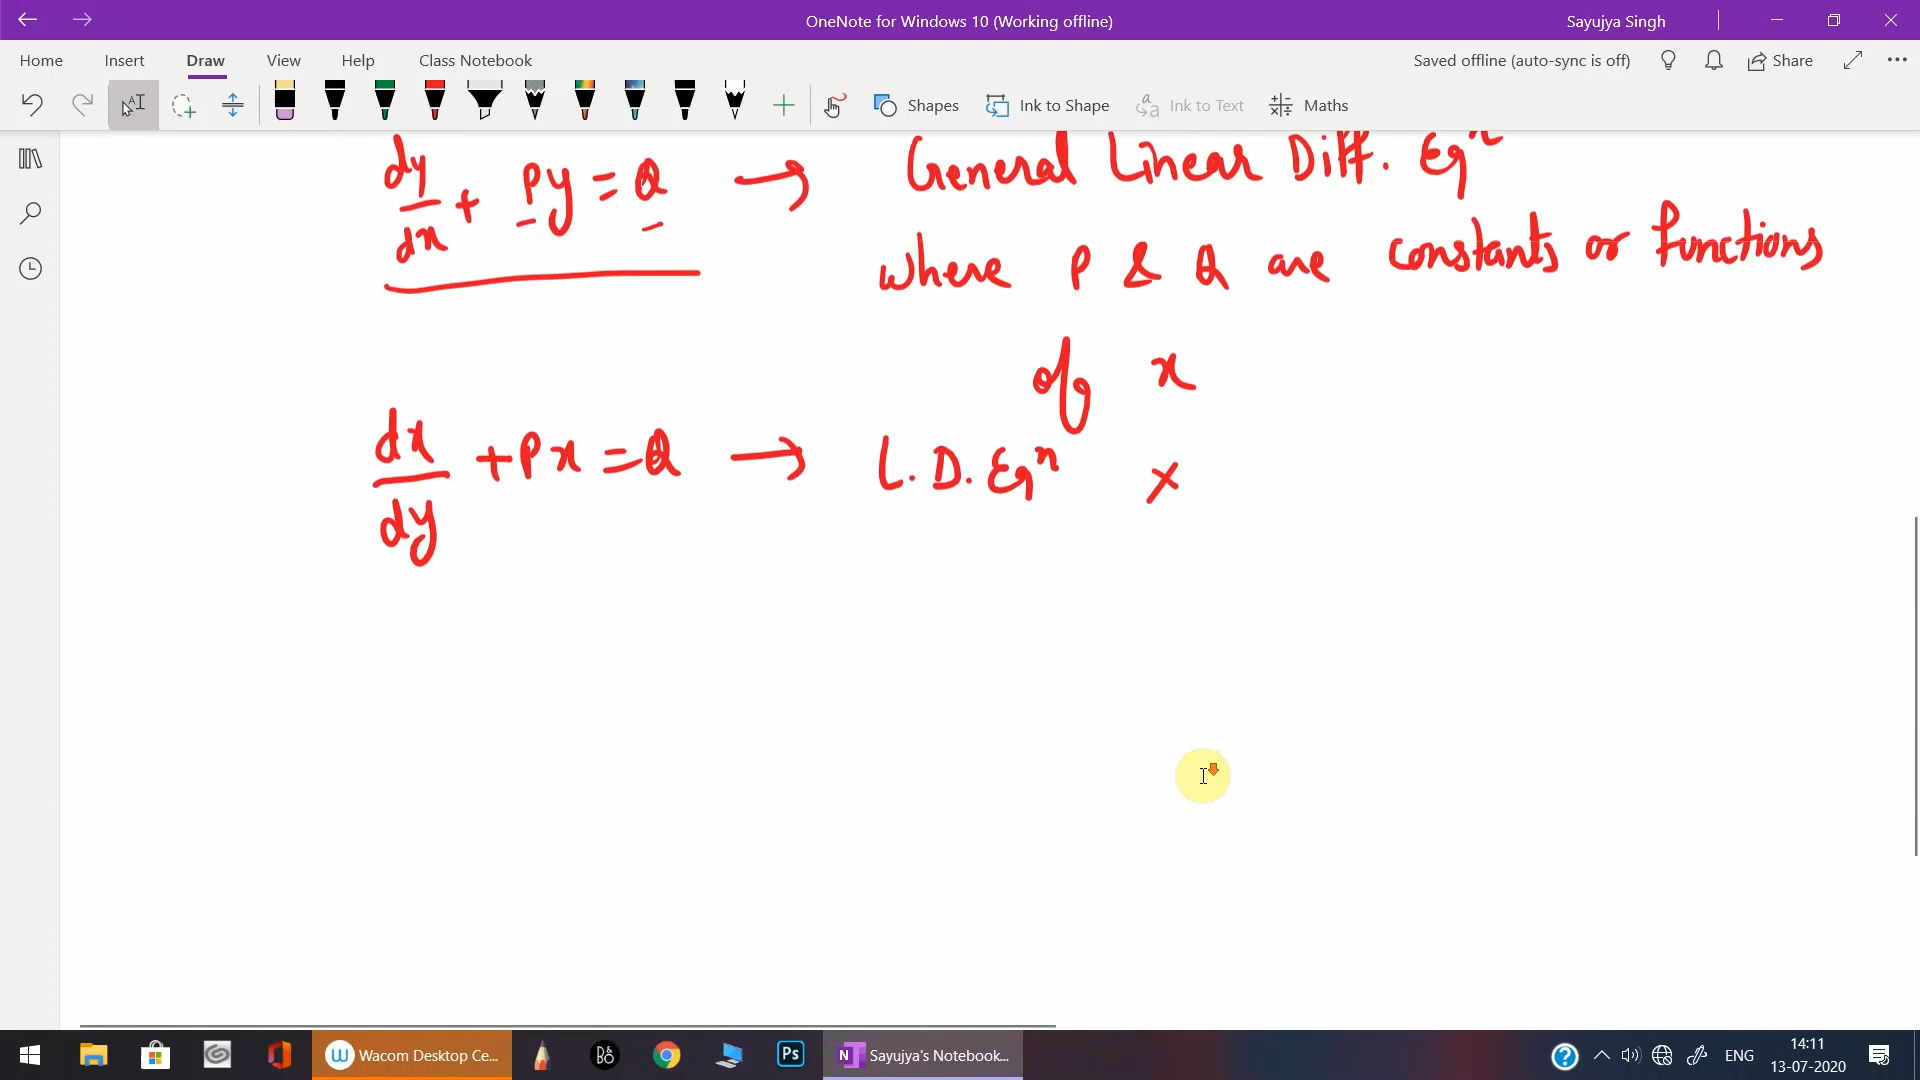 OneNote for Windows 10 (Working offline)
Sayujya Singh
Home Insert Draw View Help Class Notebook
Saved offline (auto-sync is off) Share
Shapes Ink to Shape Ink to Text Maths
dy/dx + Py = Q → General Linear Diff. Eqⁿ
where P & Q are constants or functions
of x
dx/dy + Px = Q → L.D. Eqⁿ x
Wacom Desktop Ce... Ps Sayujya's Notebook... ENG 14:11
13-07-2020